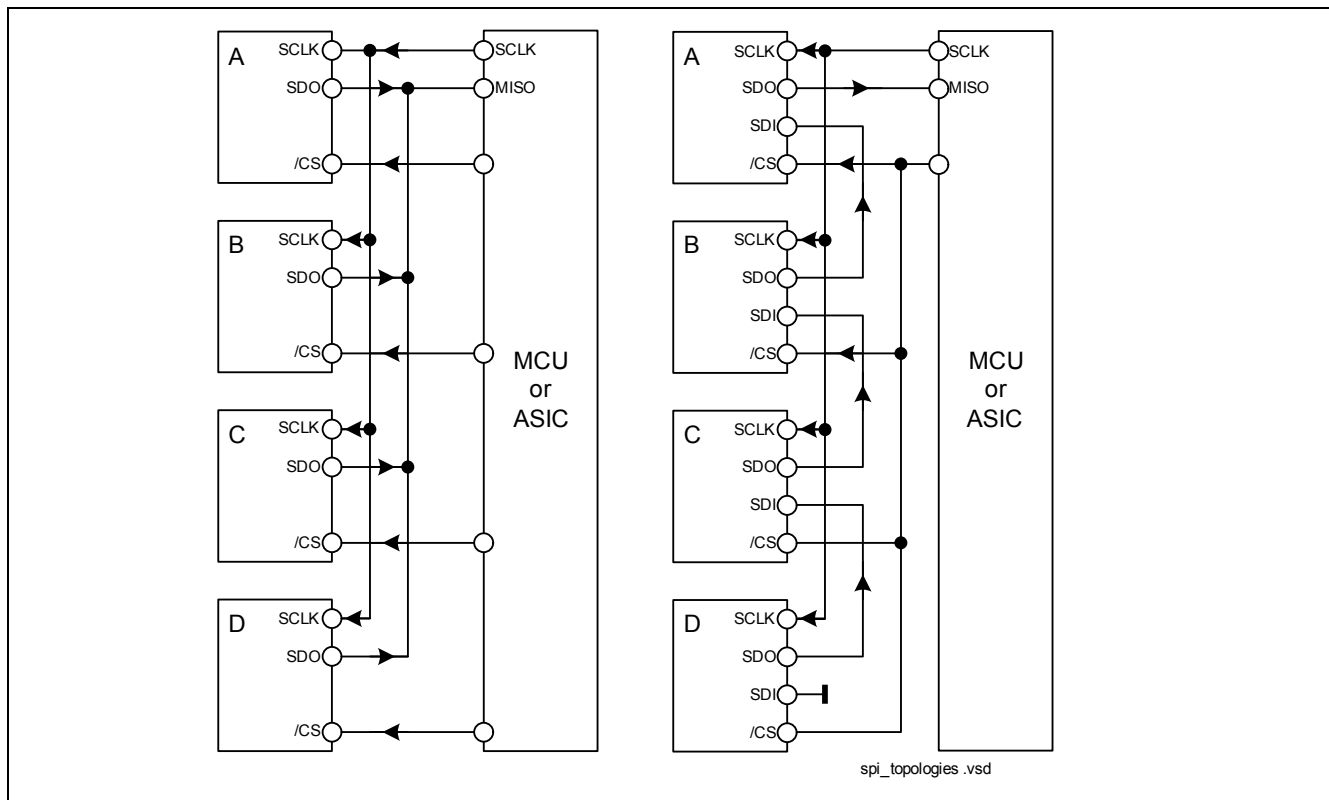 A
SCLK
SDO
/CS
B
SCLK
SDO
/CS
C
SCLK
SDO
/CS
D
SCLK
SDO
/CS
SCLK
MISO
MCU
or
ASIC
A
SCLK
SDO
SDI
/CS
B
SCLK
SDO
SDI
/CS
C
SCLK
SDO
SDI
/CS
D
SCLK
SDO
SDI
/CS
SCLK
MISO
MCU
or
ASIC
spi_topologies .vsd